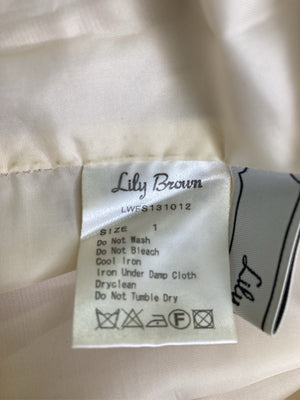 Lily Brown
LWFS131012
SIZE 1
Do Not Wash
Do Not Bleach
Cool Iron
Iron Under Damp Cloth
Dryclean
Do Not Tumble Dry
F
Lily